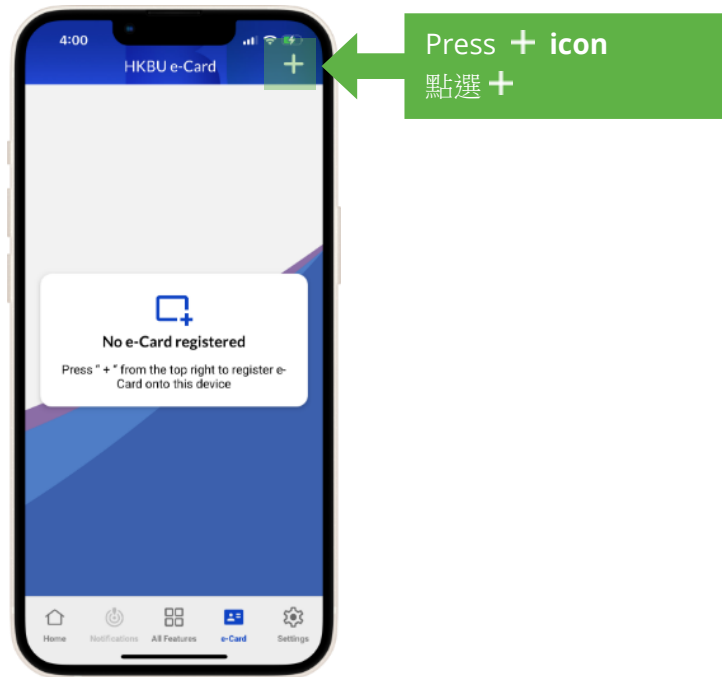 4:00
HKBU e-Card
Press + icon
點選 +
No e-Card registered
Press " + " from the top right to register e-
Card onto this device
Home
Notifications
All Features
e-Card
Settings